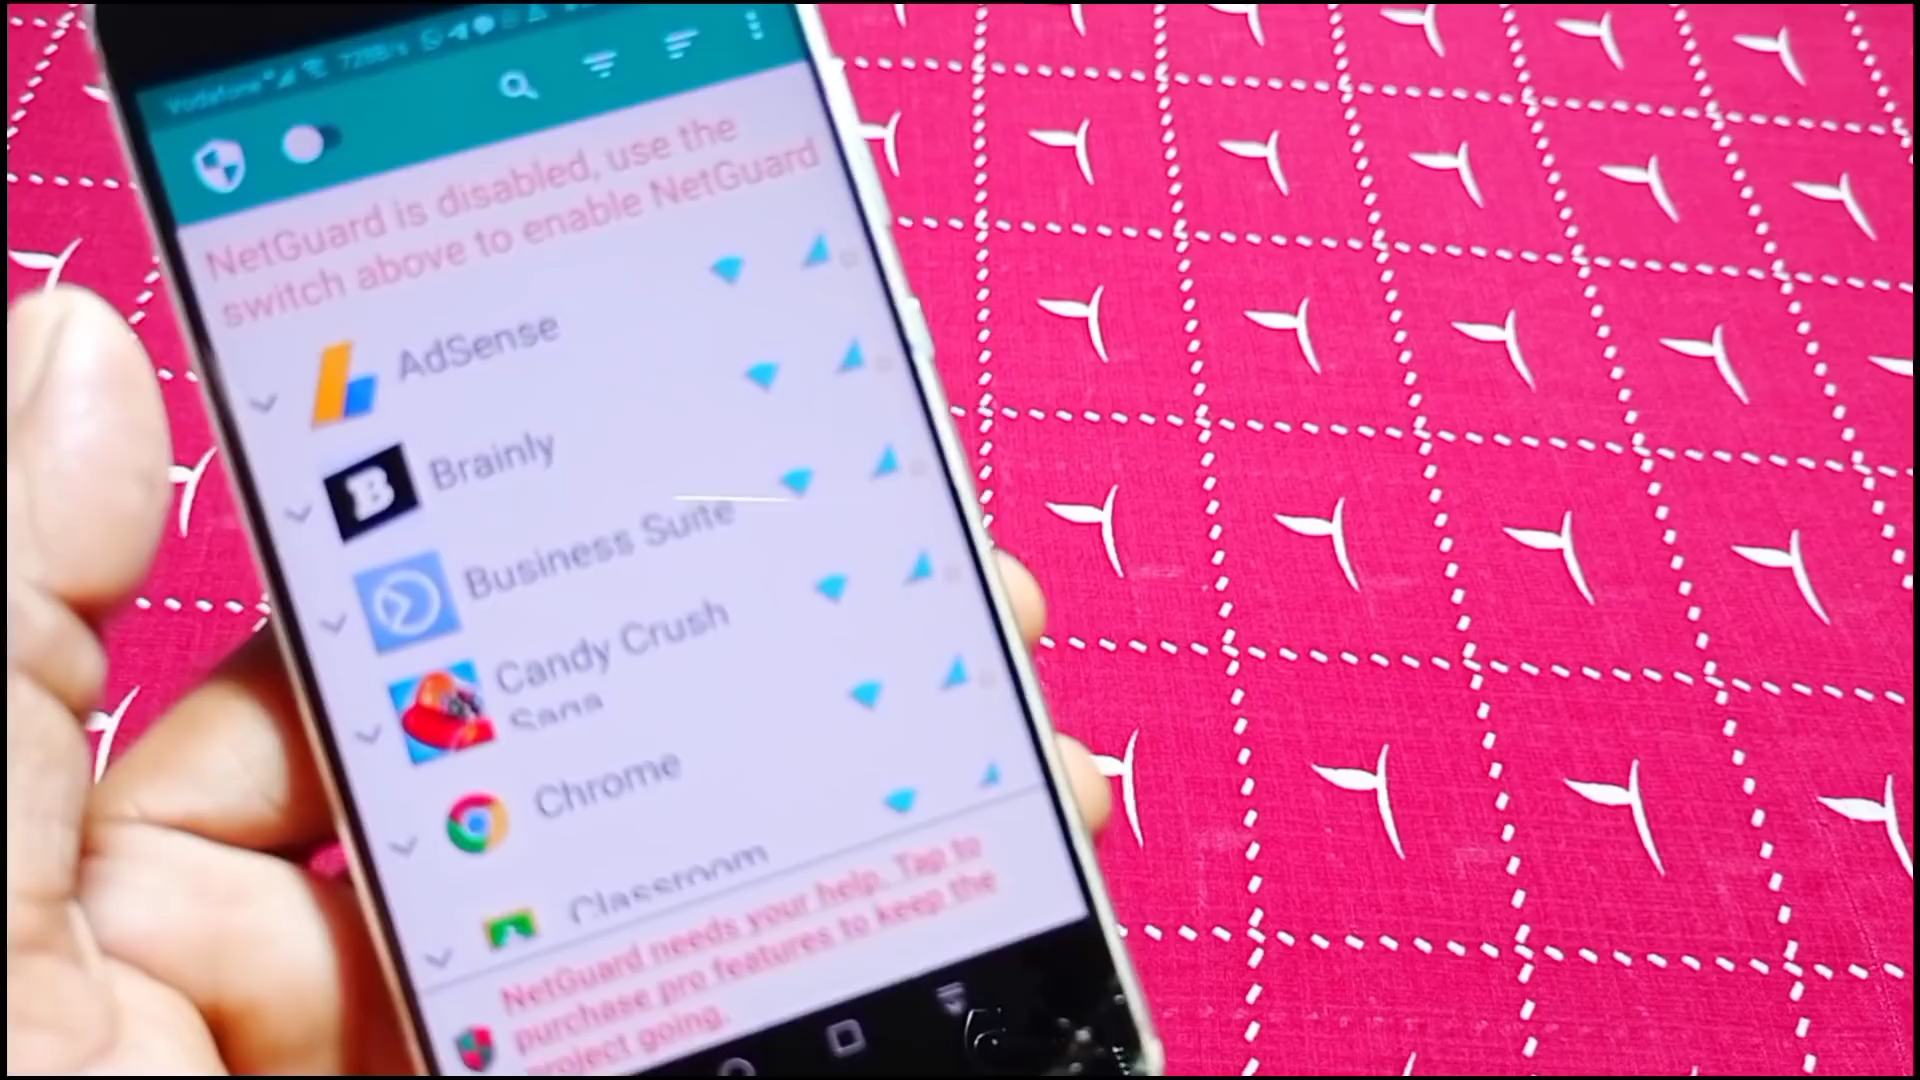 Vodafone
NetGuard is disabled, use the
switch above to enable NetGuard
AdSense
B
Brainly
Business Suite
Candy Crush
Saga
Chrome
Classroom
NetGuard needs your help. Tap to
purchase pro features to keep the
project going.